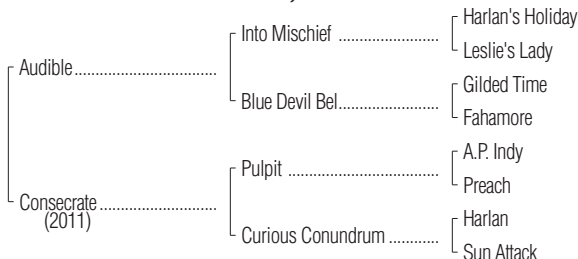 Harlan's Holiday
Into Mischief ........................
Leslie's Lady
Audible..................................
Gilded Time
Blue Devil Bel........................
Fahamore
A.P. Indy
Pulpit ....................................
Preach
Consecrate ............................
(2011)
Harlan
Curious Conundrum ............
Sun Attack